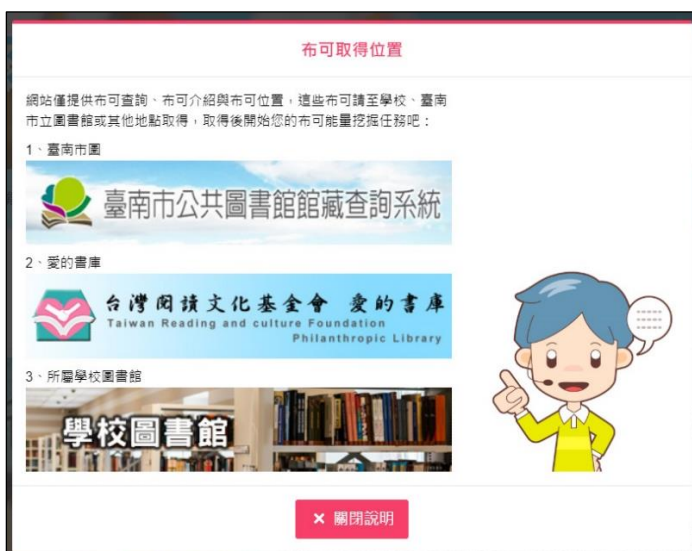 布可取得位置
網站僅提供布可查詢、布可介紹與布可位置，這些布可請至學校、臺南
市立圖書館或其他地點取得，取得後開始您的布可能量挖掘任務吧：
1、臺南市圖
臺南市公共圖書館館藏查詢系統
2、愛的書庫
台灣閱讀文化基金會 愛的書庫
Taiwan Reading and culture Foundation
Philanthropic Library
3、所屬學校圖書館
學校圖書館
× 關閉說明